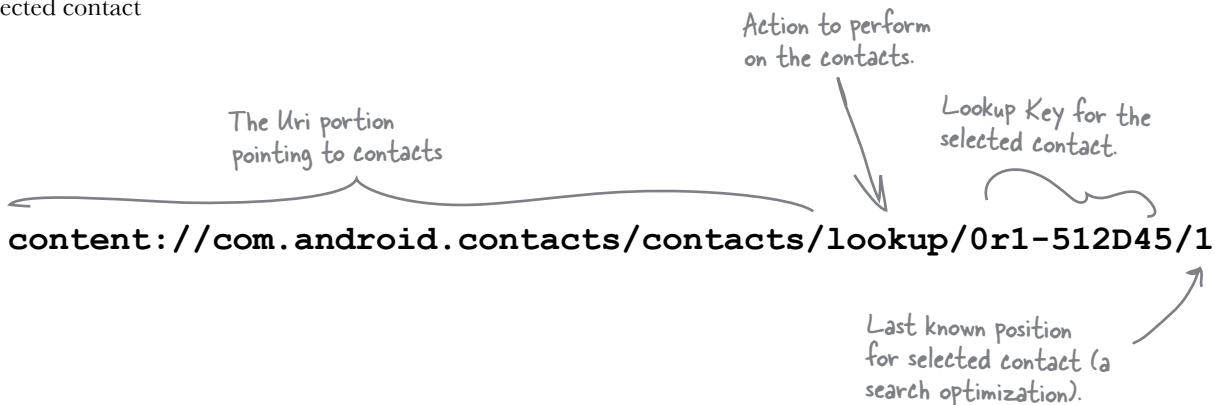 ected contact
Action to perform
on the contacts.
The Uri portion
pointing to contacts
Lookup Key for the
selected contact.
content://com.android.contacts/contacts/lookup/0r1-512D45/1
Last known position
for selected contact (a
search optimization).